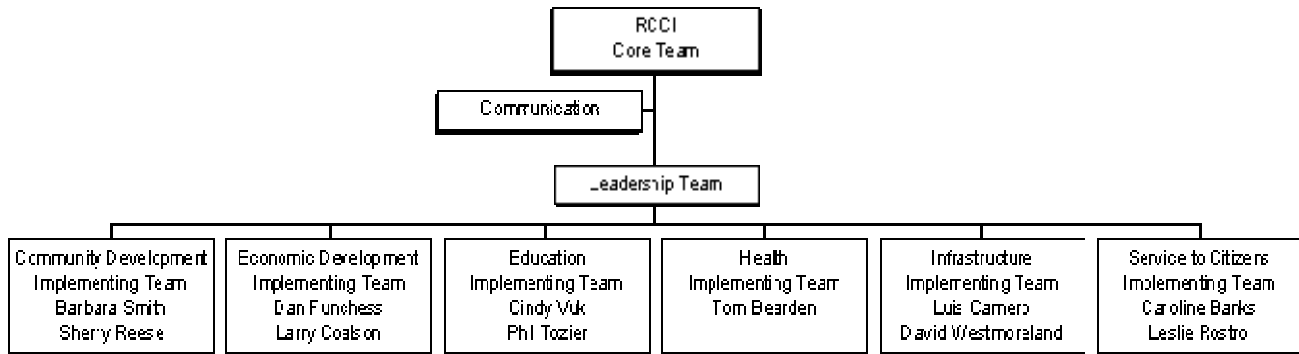 RCCI
Core Team
Communication
Leadership Team
Community Development
Implementing Team
Barbara Smith
Sherry Reese
Economic Development
Implementing Team
Dan Funchess
Larry Coalson
Education
Implementing Team
Cindy Vuk
Phil Tozier
Health
Implementing Team
Tom Bearden
Infrastructure
Implementing Team
Luis
David Westmoreland
Service to Citizens
Implementing Team
Caroline Banks
Leslie Rostro